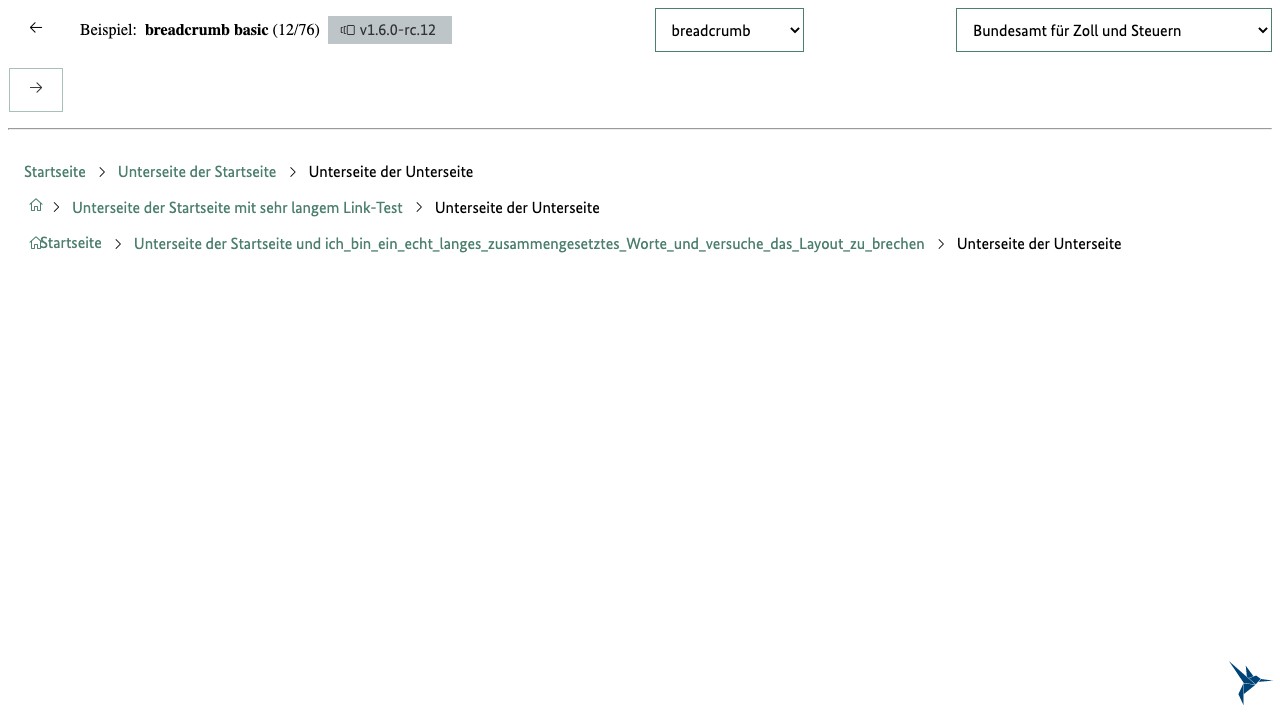 Beispiel: breadcrumb basic (12/76) v1.6.0-rc.12 breadcrumb Bundesamt für Zoll und Steuern
Startseite Unterseite der Startseite Unterseite der Unterseite
Unterseite der Startseite mit sehr langem Link-Test Unterseite der Unterseite
Startseite Unterseite der Startseite und ich_bin_ein_echt_langes_zusammengesetztes_Worte_und_versuche_das_Layout_zu_brechen Unterseite der Unterseite